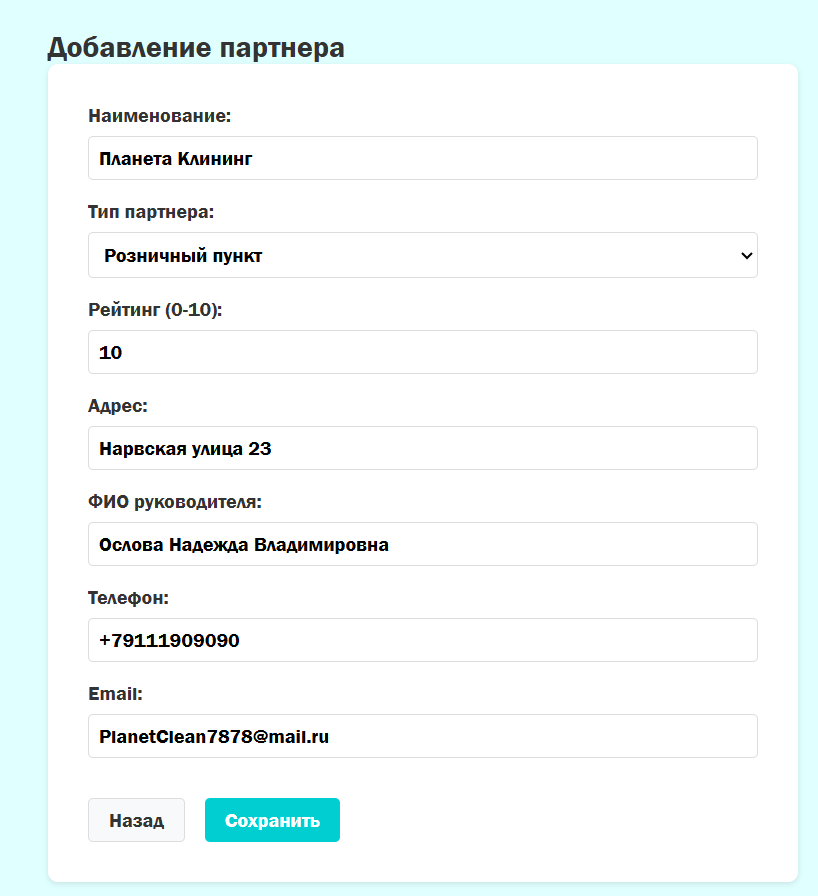 Добавление партнера
Наименование:
Планета Клининг
Тип партнера:
Розничный пункт
Рейтинг (0-10):
10
Адрес:
Нарвская улица 23
ФИО руководителя:
Ослова Надежда Владимировна
Телефон:
+79111909090
Email:
PlanetClean7878@mail.ru
Назад Сохранить